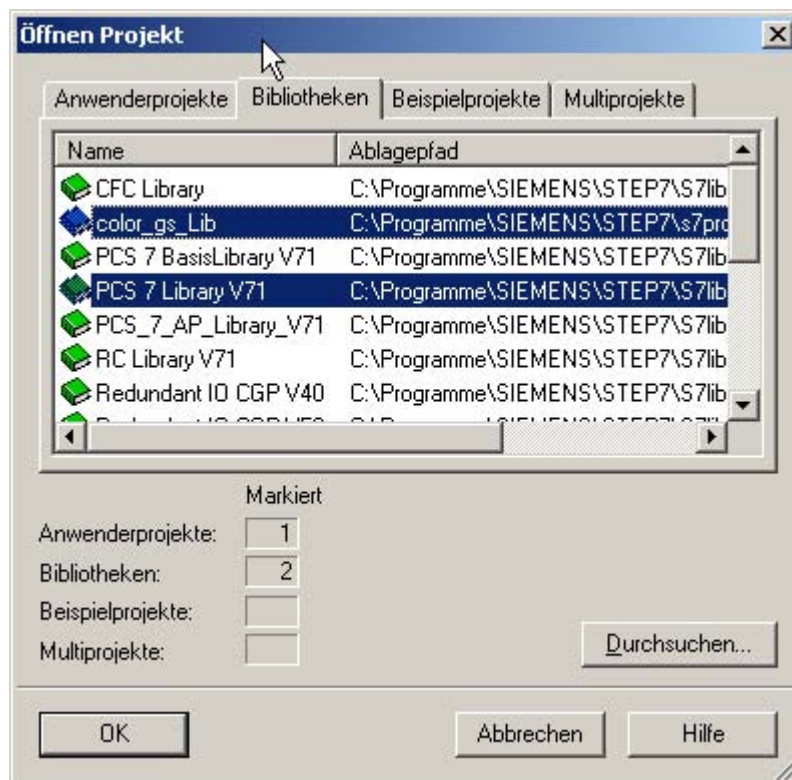 Öffnen Projekt
Anwenderprojekte Bibliotheken Beispielprojekte Multiprojekte
Name Ablagepfad
CFC Library C:\Programme\SIEMENS\STEP7\S7lib
color_gs_Lib C:\Programme\SIEMENS\STEP7\s7pro
PCS 7 BasisLibrary V71 C:\Programme\SIEMENS\STEP7\S7lib
PCS 7 Library V71 C:\Programme\SIEMENS\STEP7\S7lib
PCS_7_AP_Library_V71 C:\Programme\SIEMENS\STEP7\S7lib
RC Library V71 C:\Programme\SIEMENS\STEP7\S7lib
Redundant IO CGP V40 C:\Programme\SIEMENS\STEP7\S7lib
Markiert
Anwenderprojekte: 1
Bibliotheken: 2
Beispielprojekte:
Multiprojekte:
Durchsuchen...
OK Abbrechen Hilfe